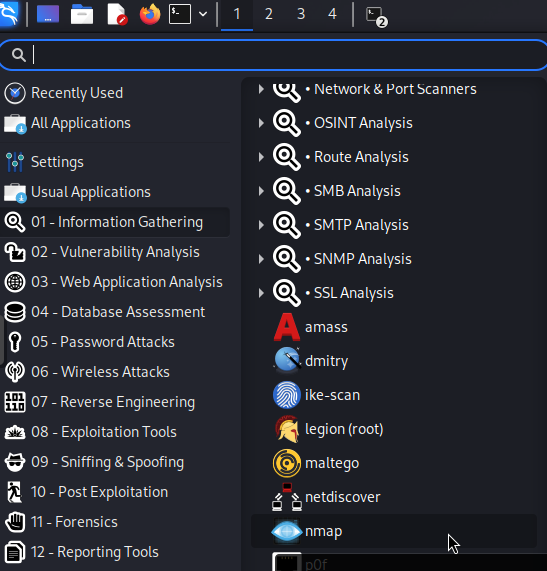 1 2 3 4 2
Recently Used
All Applications
Settings
Usual Applications
01 - Information Gathering
02 - Vulnerability Analysis
03 - Web Application Analysis
04 - Database Assessment
05 - Password Attacks
06 - Wireless Attacks
07 - Reverse Engineering
08 - Exploitation Tools
09 - Sniffing & Spoofing
10 - Post Exploitation
11 - Forensics
12 - Reporting Tools
• Network & Port Scanners
• OSINT Analysis
• Route Analysis
• SMB Analysis
• SMTP Analysis
• SNMP Analysis
• SSL Analysis
amass
dmitry
ike-scan
legion (root)
maltego
netdiscover
nmap
p0f